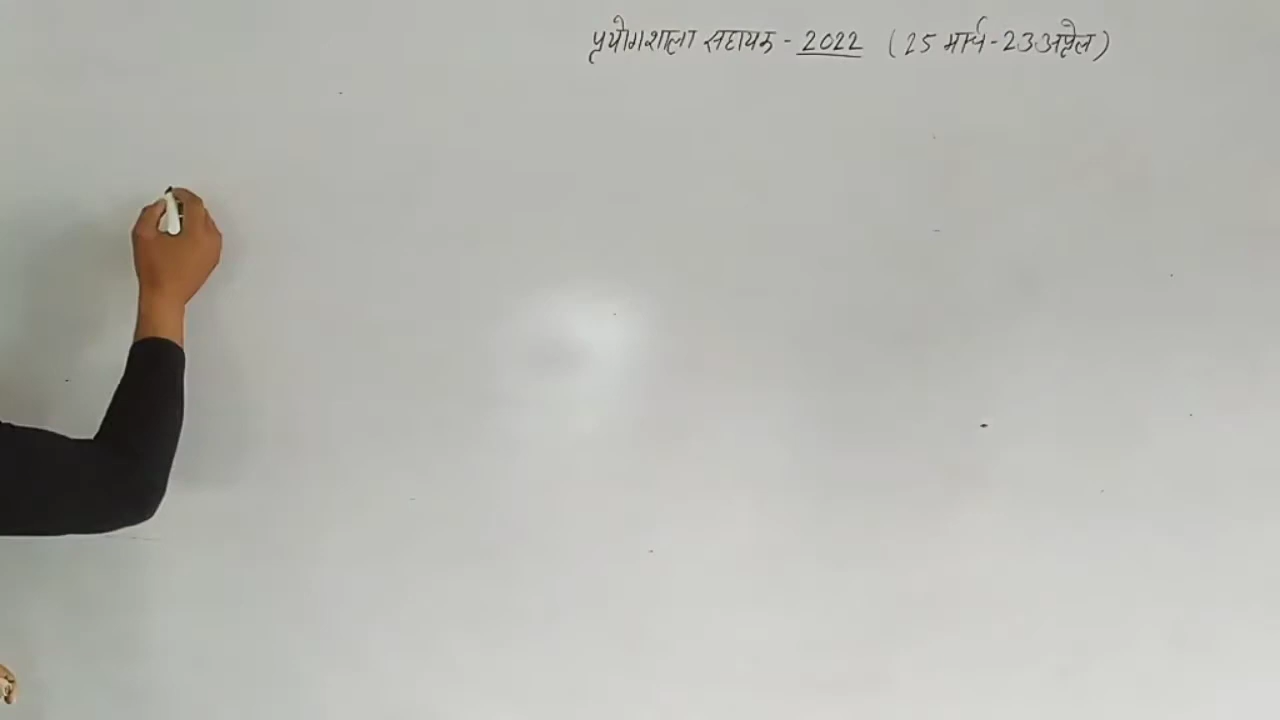 प्रयोगशाला सहायक - 2022 (25 मार्च - 23 अप्रेल)